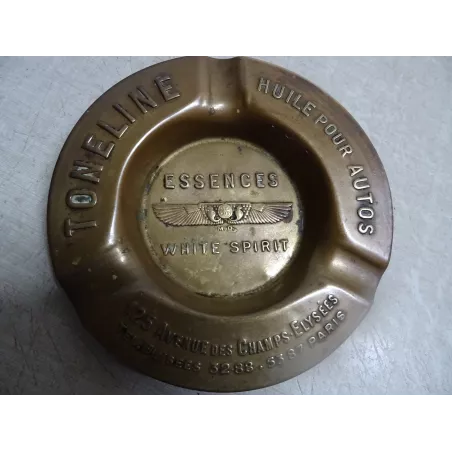 TONELINE
HUILE POUR AUTOS
ESSENCES
WHITE SPIRIT
125 AVENUE DES CHAMPS ELYSÉES
PARIS